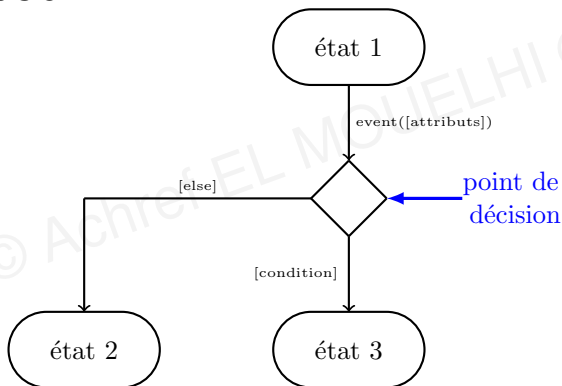 état 1
event([attributs])
[else]
point de
décision
[condition]
état 2
état 3
© Achref EL MOUELHI ©